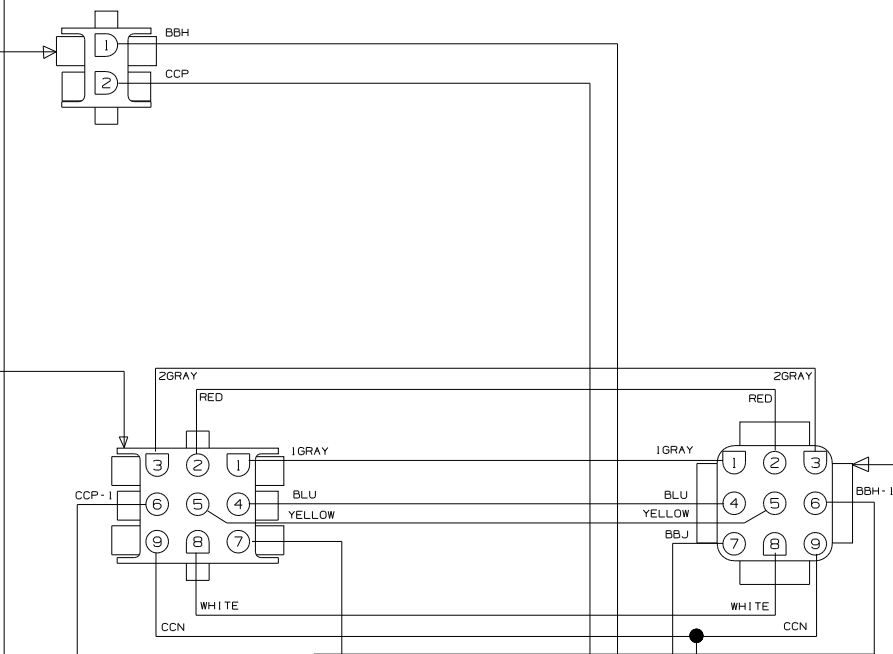 BBH
1
CCP
2
2GRAY 2GRAY
RED RED
1GRAY 1GRAY
3 2 1 1 2 3
CCP-1 BLU BLU BBH-1
6 5 4 4 5 6
YELLOW YELLOW
BBJ
9 8 7 7 8 9
WHITE WHITE
CCN CCN